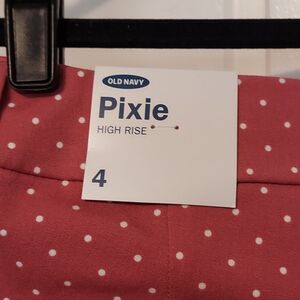 OLD NAVY
Pixie
HIGH RISE
4